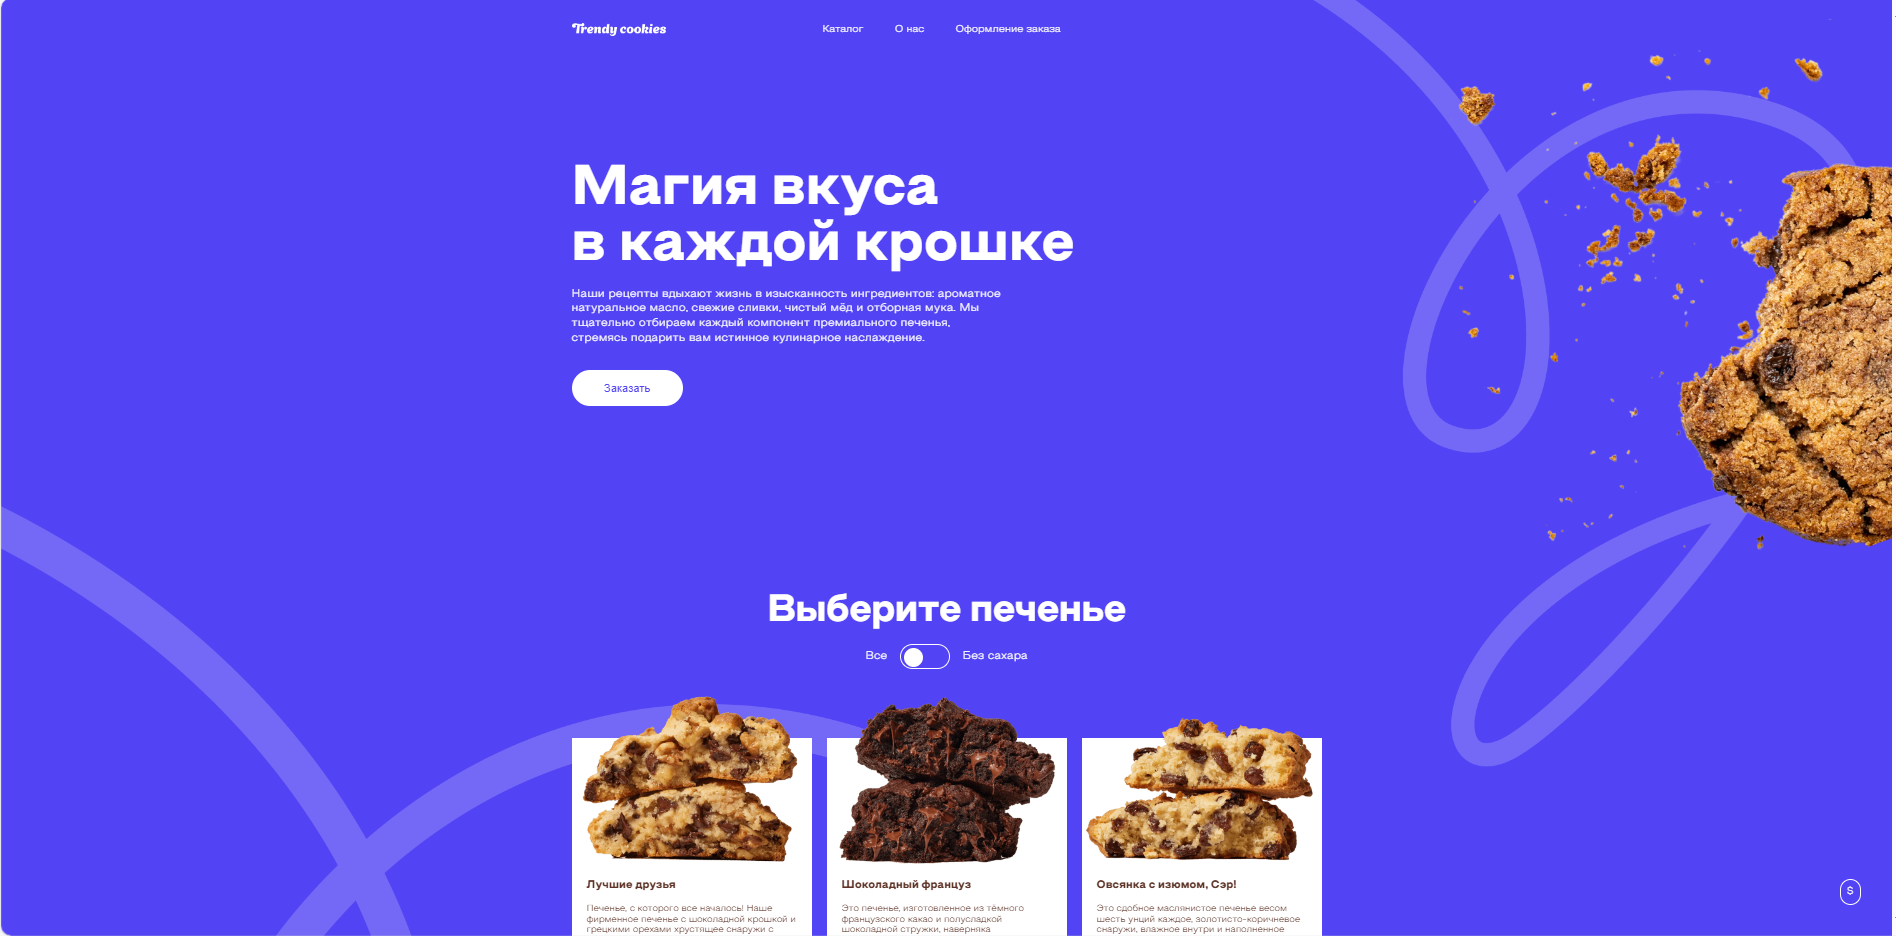 Trendy cookies
Каталог
О нас
Оформление заказа
Магия вкуса
в каждой крошке
Наши рецепты вдыхают жизнь в изысканность ингредиентов: ароматное
натуральное масло, свежие сливки, чистый мёд и отборная мука. Мы
тщательно отбираем каждый компонент премиального печенья,
стремясь подарить вам истинное кулинарное наслаждение.
Заказать
Выберите печенье
Все
Без сахара
Лучшие друзья
Печенье, с которого все началось! Наше
фирменное печенье с шоколадной крошкой и
грецкими орехами хрустящее снаружи с
Шоколадный француз
Это печенье, изготовленное из тёмного
французского какао и полусладкой
шоколадной стружки, наверняка
Овсянка с изюмом, Сэр!
Это сдобное маслянистое печенье весом
шесть унций каждое, золотисто-коричневое
снаружи, влажное внутри и наполненное
$